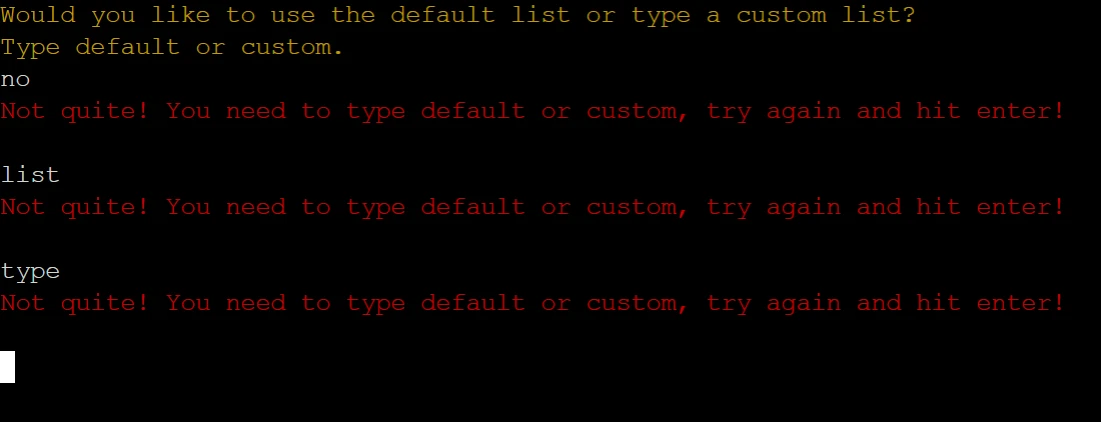 Would you like to use the default list or type a custom list?
Type default or custom.
no
Not quite! You need to type default or custom, try again and hit enter!
list
Not quite! You need to type default or custom, try again and hit enter!
type
Not quite! You need to type default or custom, try again and hit enter!